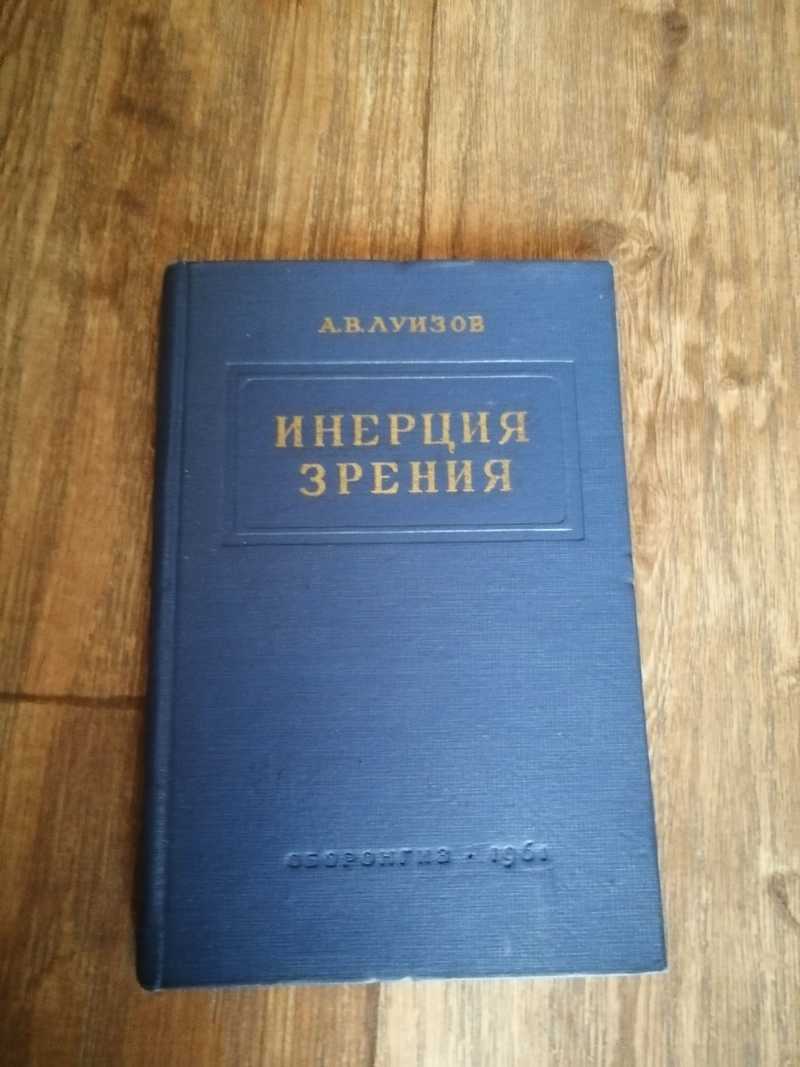 А.В.ЛУИЗОВ
ИНЕРЦИЯ
ЗРЕНИЯ
ОБОРОНГИЗ • 1961